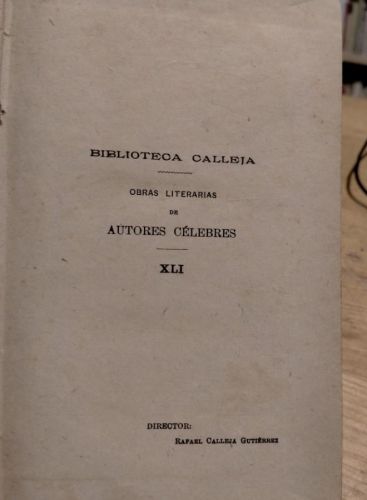 BIBLIOTECA CALLEJA
OBRAS LITERARIAS
DE
AUTORES CÉLEBRES
XLI
DIRECTOR:
RAFAEL CALLEJA GUTIÉRREZ